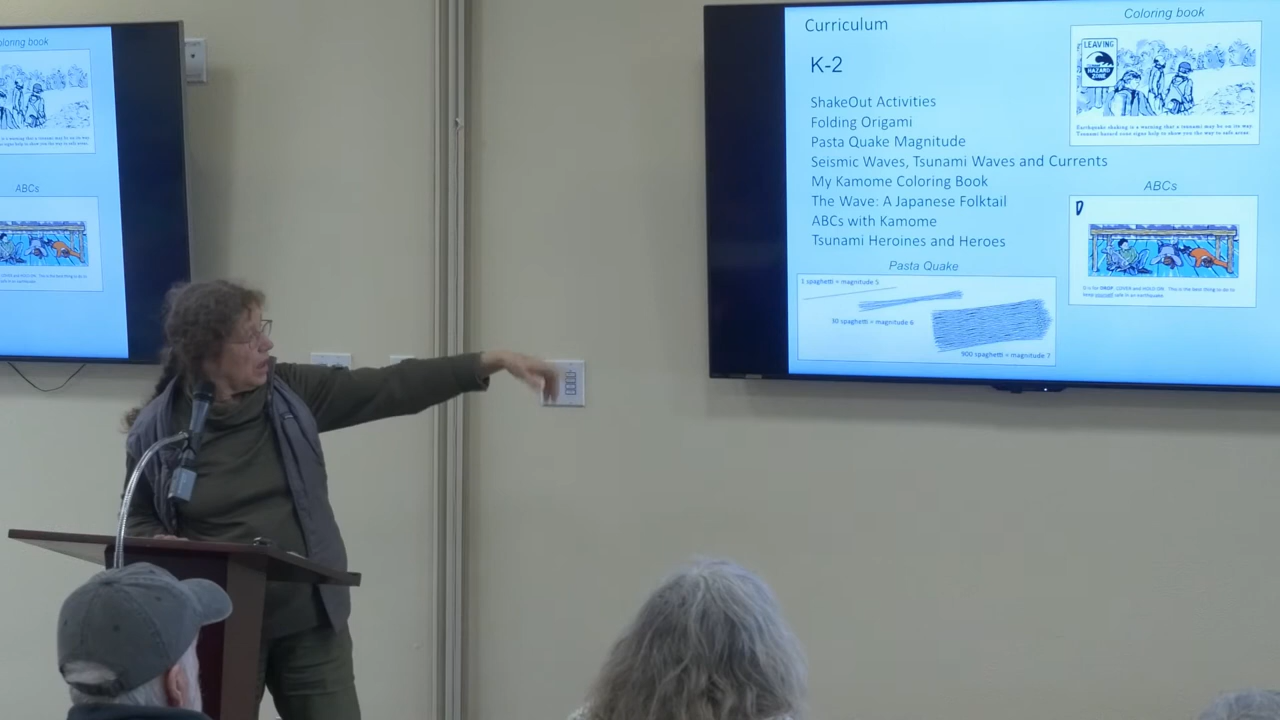 oloring book
ABCs
Curriculum
K-2
ShakeOut Activities
Folding Origami
Pasta Quake Magnitude
Seismic Waves, Tsunami Waves and Currents
My Kamome Coloring Book
The Wave: A Japanese Folktail
ABCs with Kamome
Tsunami Heroines and Heroes
Pasta Quake
1 spaghetti = magnitude 5
30 spaghetti = magnitude 6
900 spaghetti = magnitude 7
Coloring book
LEAVING
HAZARD
ZONE
Earthquake shaking is a warning that a tsunami may be on its way.
Tsunami hazard zone signs help to show you the way to safe areas.
ABCs
D
D is for DROP, COVER and HOLD ON. This is the best thing to do to
keep yourself safe in an earthquake.